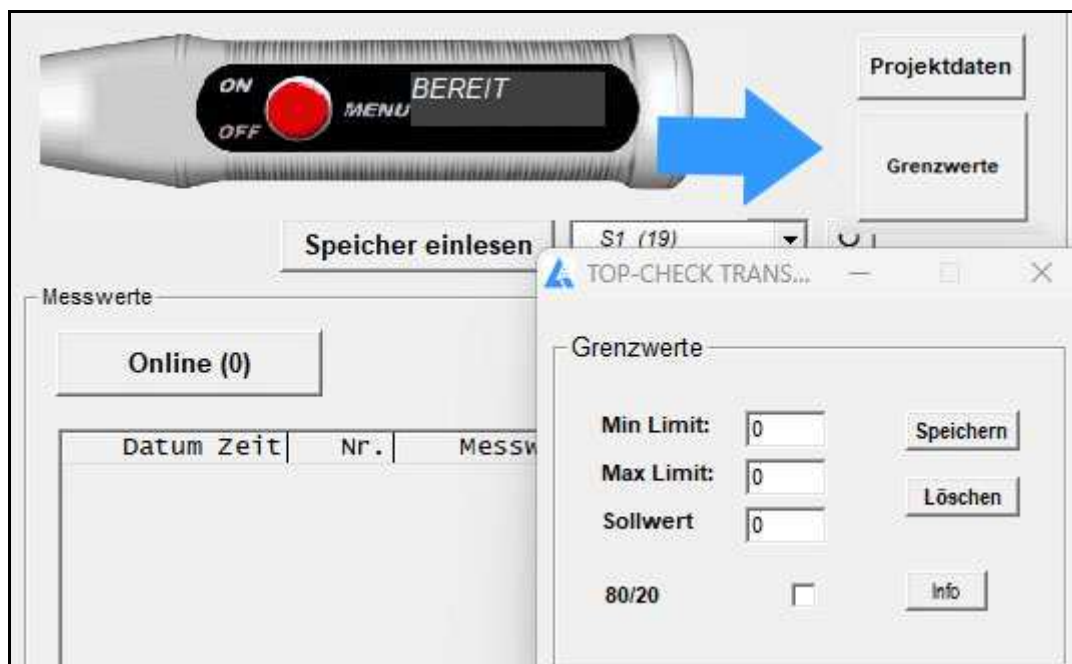 ON
OFF
MENU
BEREIT
Projektdaten
Grenzwerte
Speicher einlesen
S1 (19)
Messwerte
Online (0)
Datum Zeit Nr. Messw
TOP-CHECK TRANS...
Grenzwerte
Min Limit: 0
Speichern
Max Limit: 0
Löschen
Sollwert 0
80/20
Info